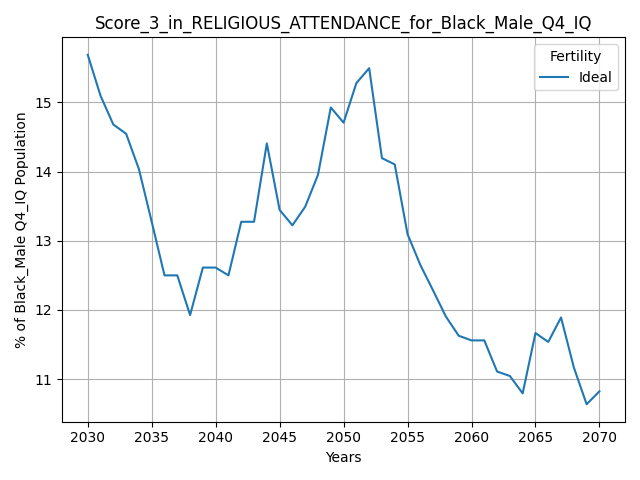 Score_3_in_RELIGIOUS_ATTENDANCE_for_Black_Male_Q4_IQ
Fertility
Ideal
% of Black_Male Q4_IQ Population
15
14
13
12
11
2030 2035 2040 2045 2050 2055 2060 2065 2070
Years